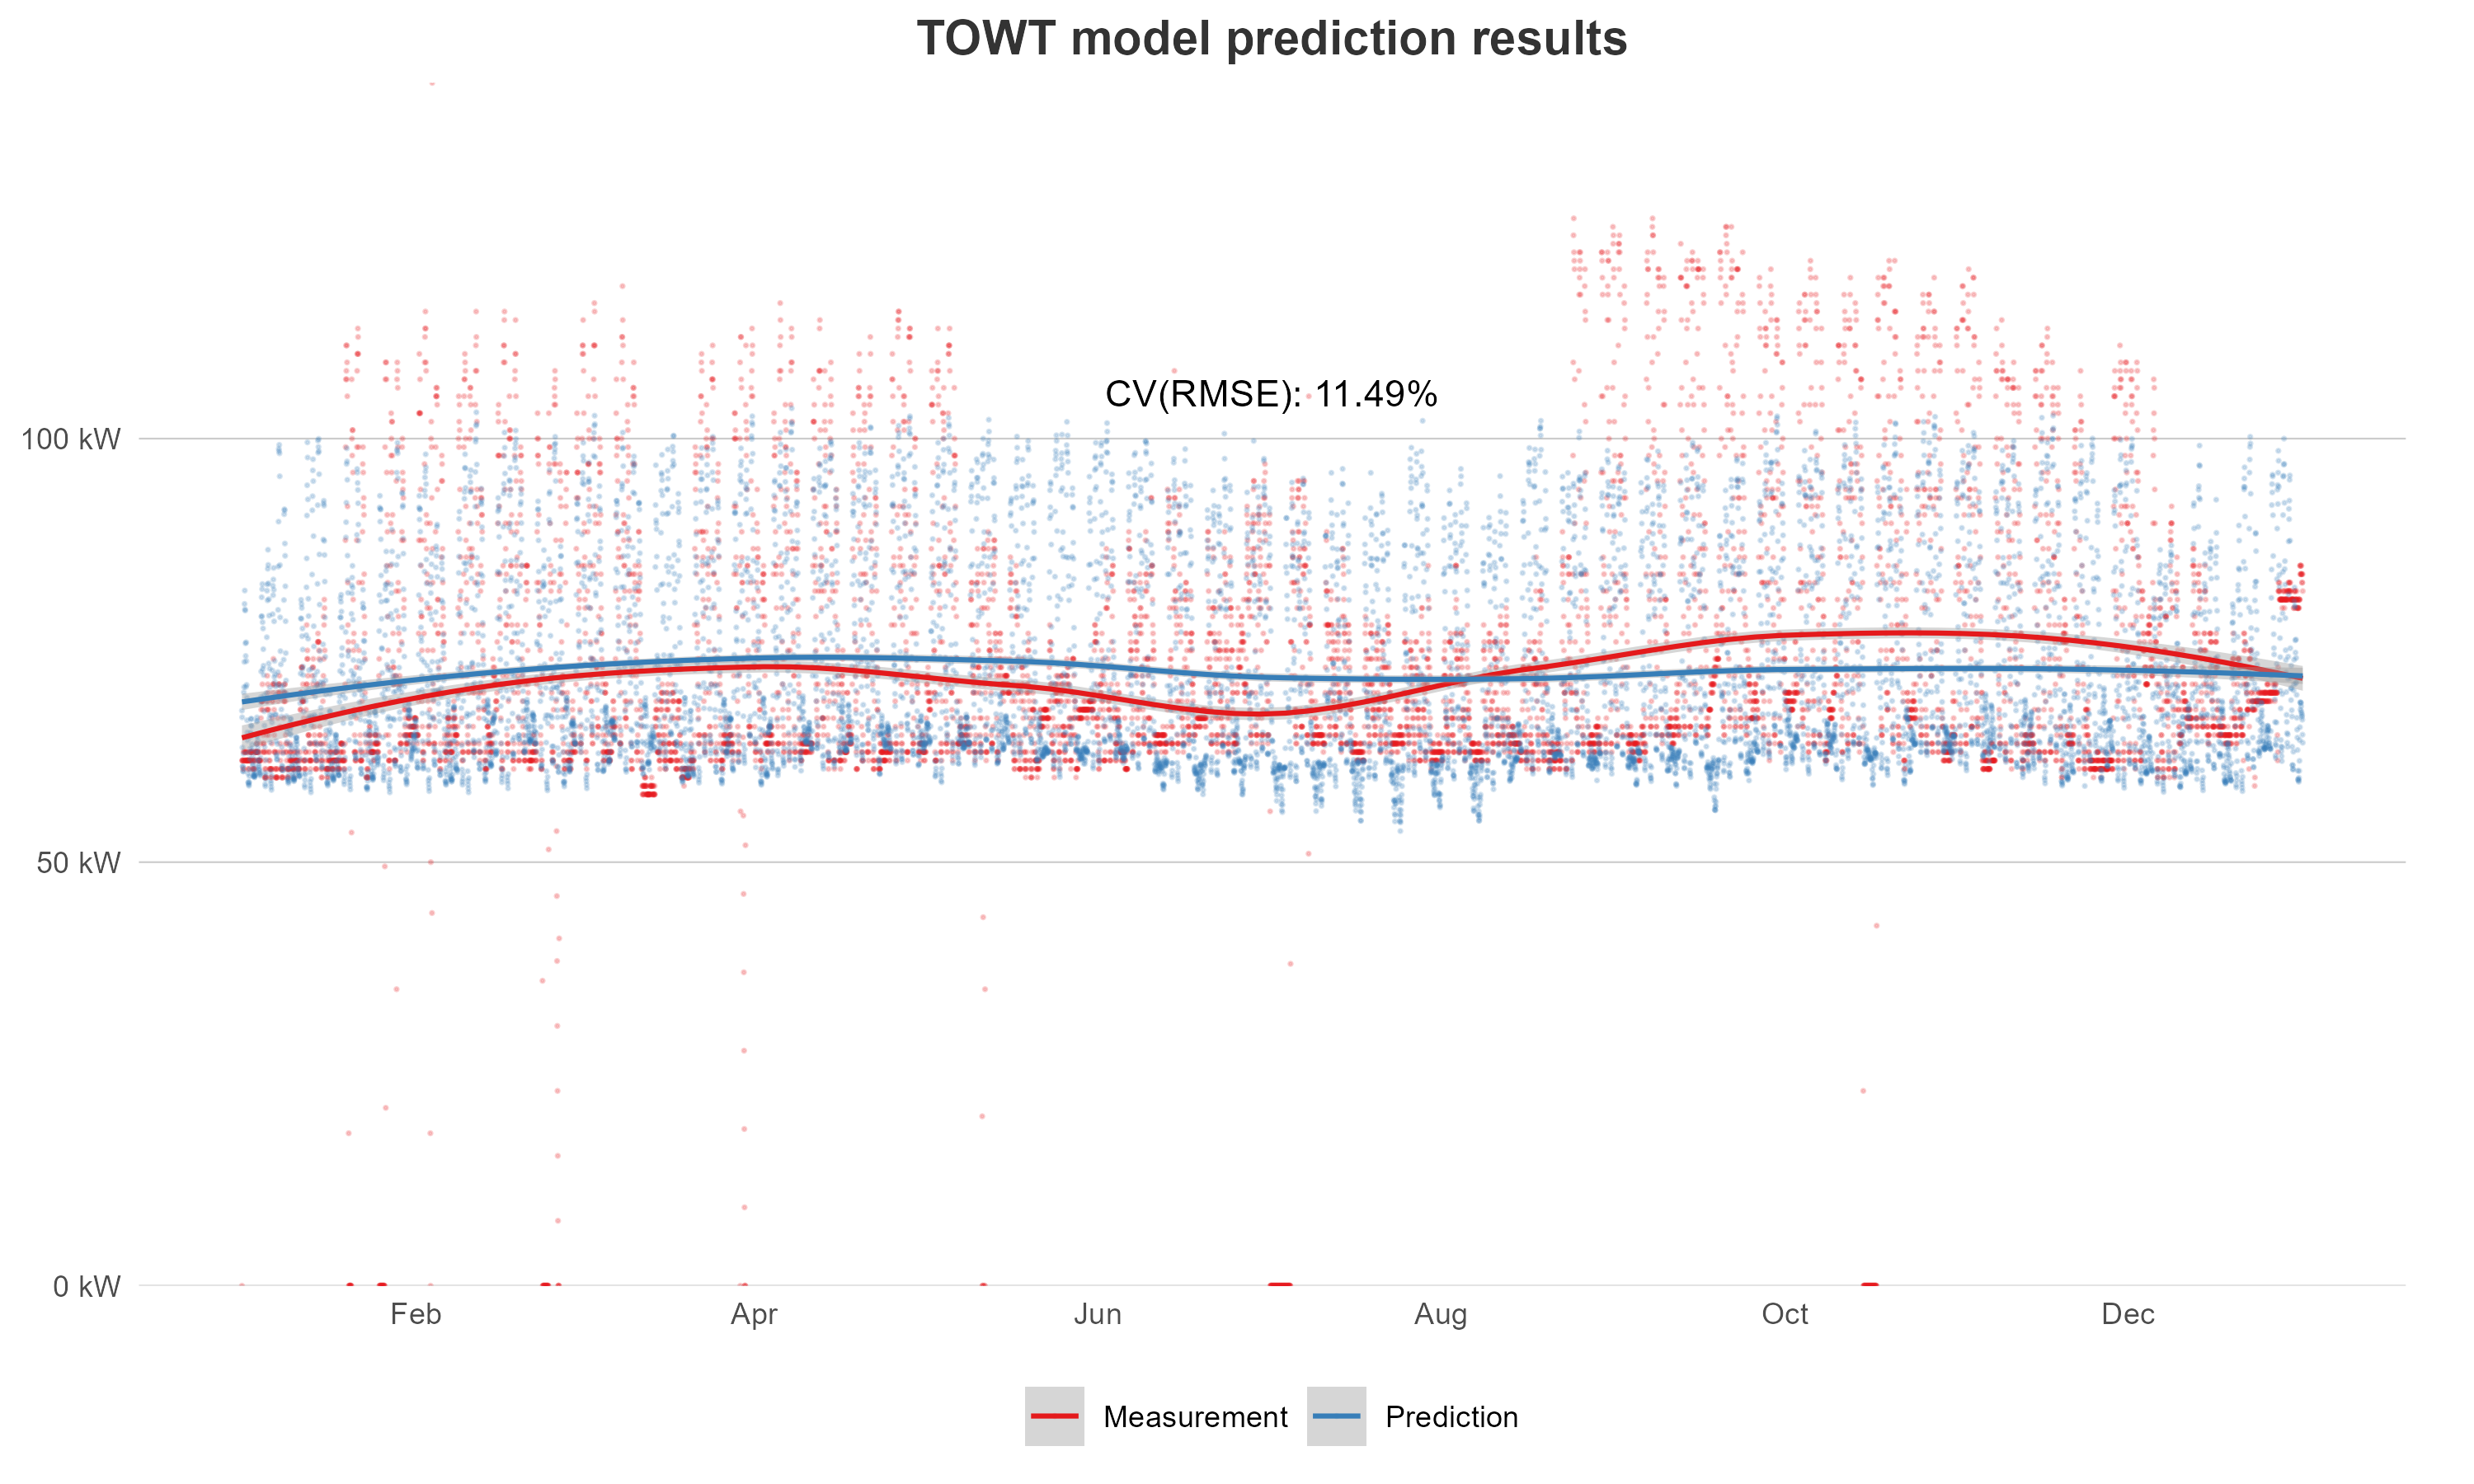 TOWT model prediction results
CV(RMSE): 11.49%
100 kW
50 kW
0 kW
Feb Apr Jun Aug Oct Dec
Measurement Prediction